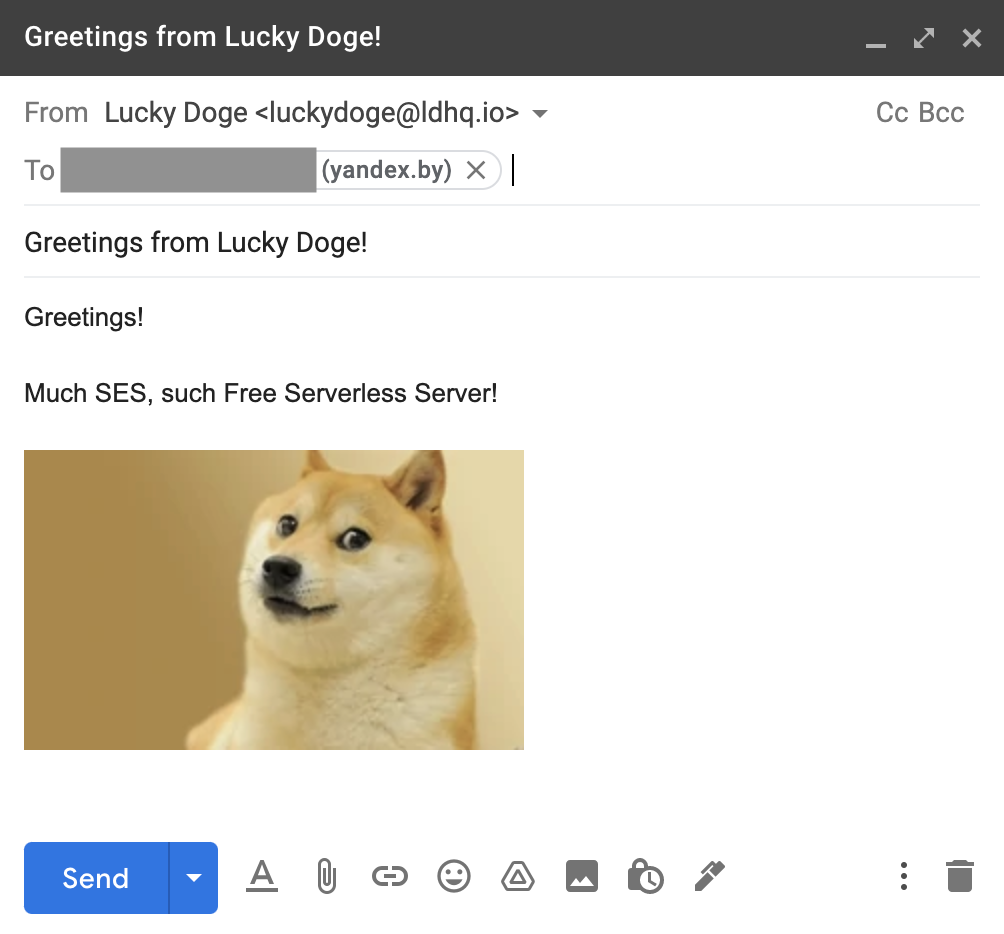 Greetings from Lucky Doge!
From Lucky Doge <luckydoge@ldhq.io> Cc Bcc
To (yandex.by)
Greetings from Lucky Doge!
Greetings!
Much SES, such Free Serverless Server!
Send